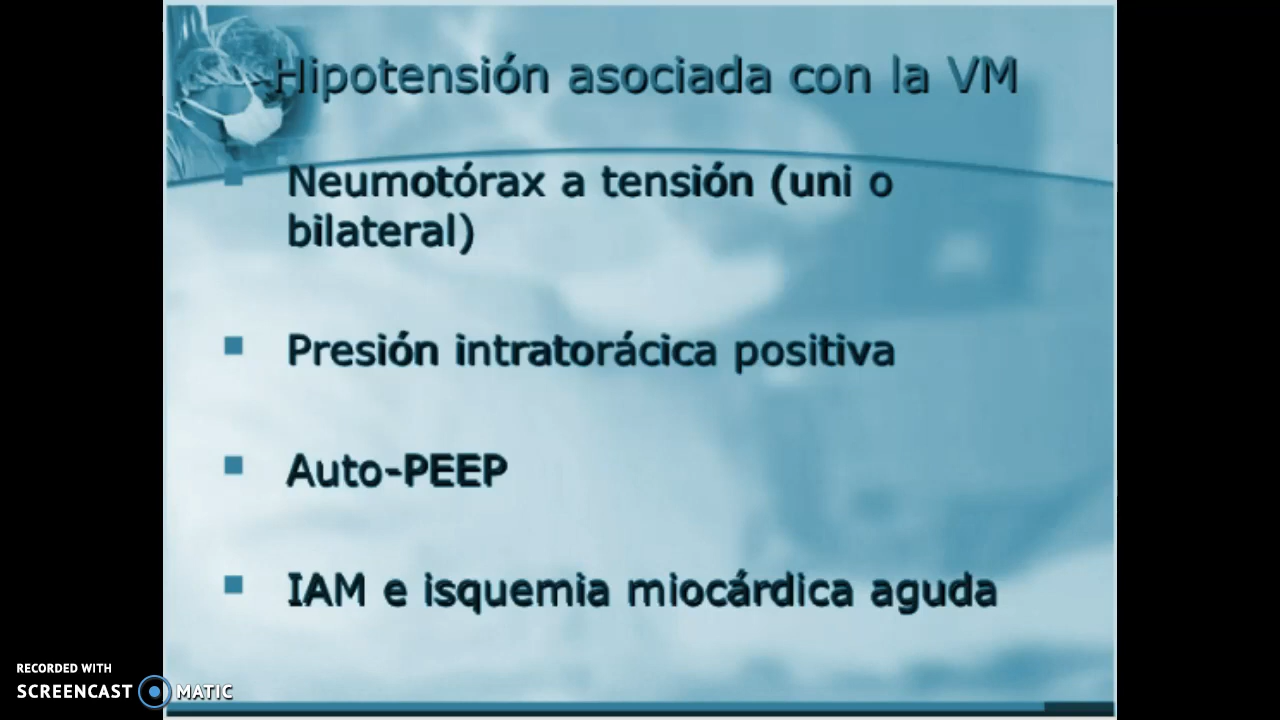 Hipotensión asociada con la VM
Neumotórax a tensión (uni o
bilateral)
Presión intratorácica positiva
Auto-PEEP
IAM e isquemia miocárdica aguda
RECORDED WITH
SCREENCAST MATIC